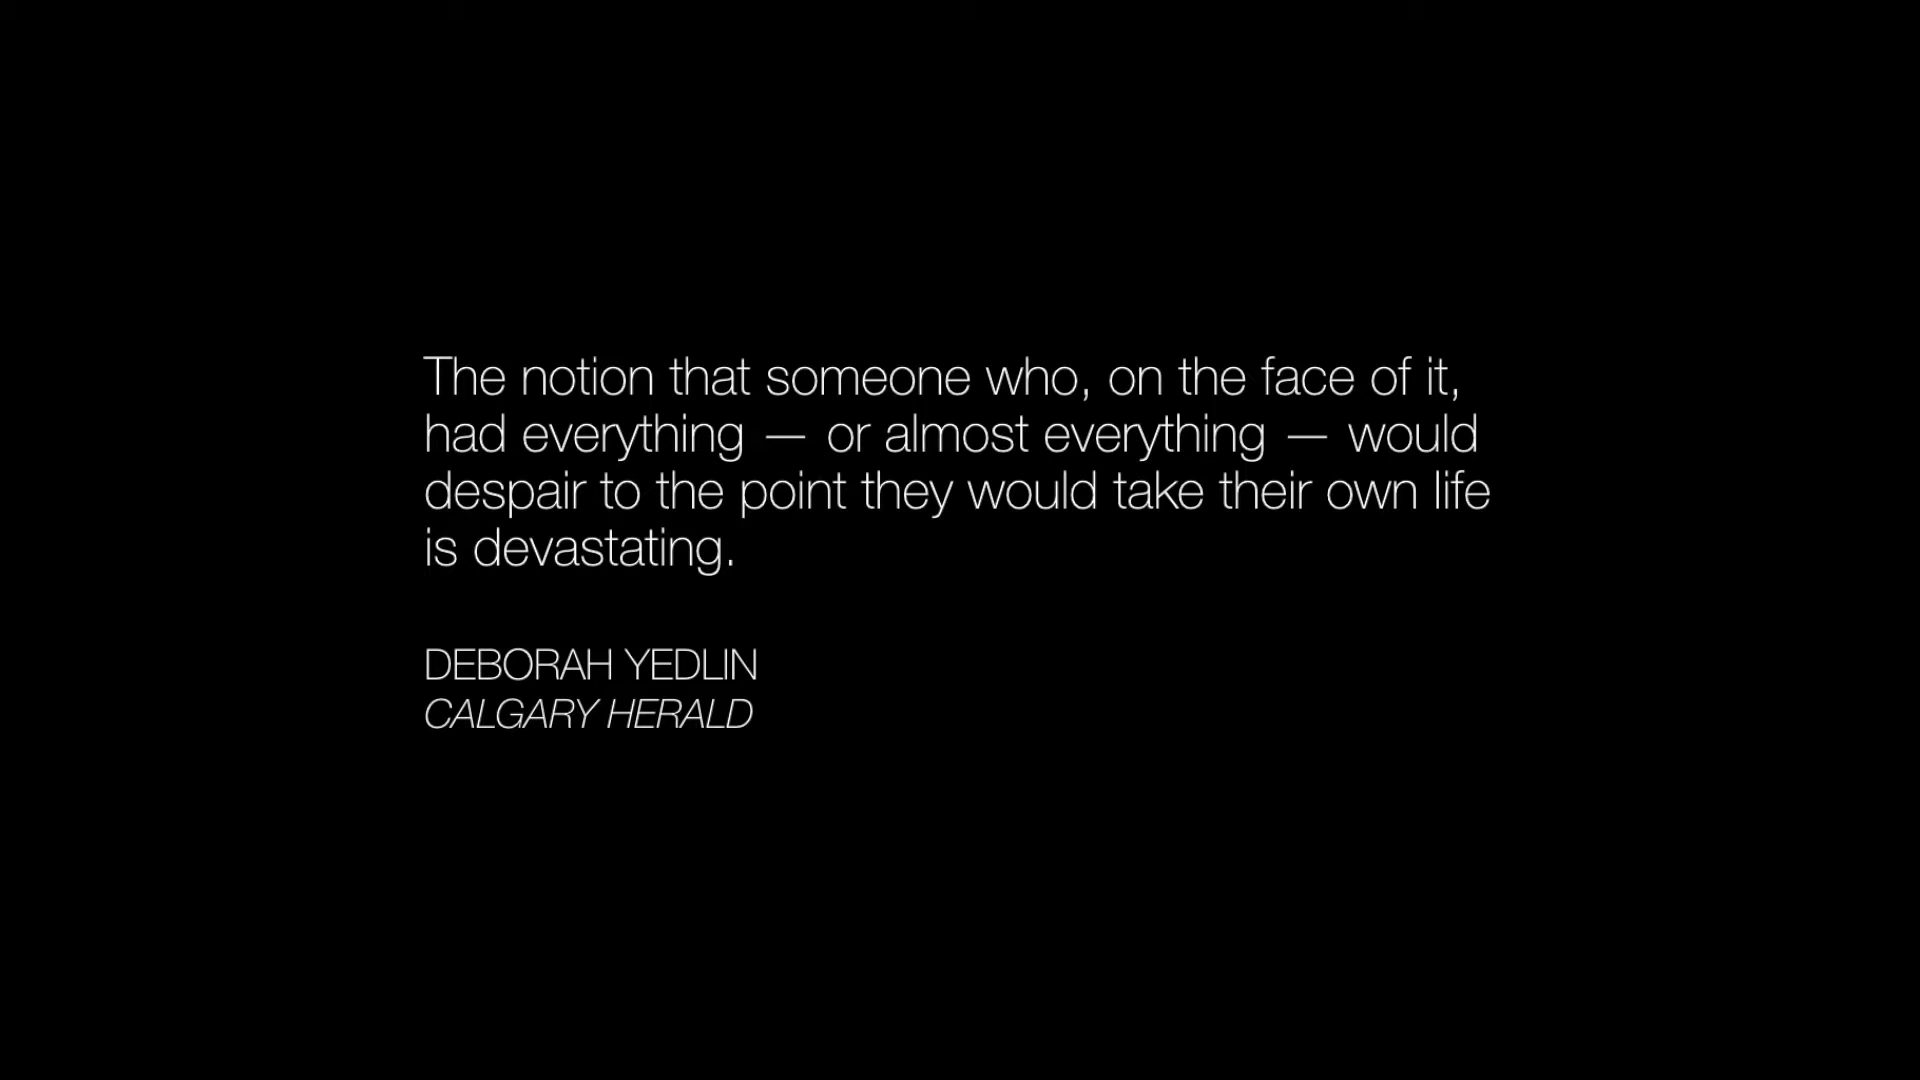 The notion that someone who, on the face of it,
had everything — or almost everything — would
despair to the point they would take their own life
is devastating.
DEBORAH YEDLIN
CALGARY HERALD